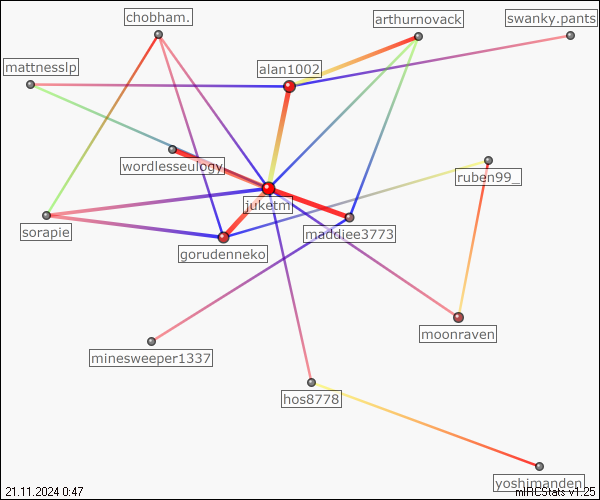 chobham.
arthurnovack
swanky.pants
mattnesslp
alan1002
wordlesseulogy
ruben99_
juketmi
sorapie
maddiee3773
gorudenneko
moonraven
minesweeper1337
hos8778
yoshimanden
21.11.2024 0:47
mIRCStats v1.25